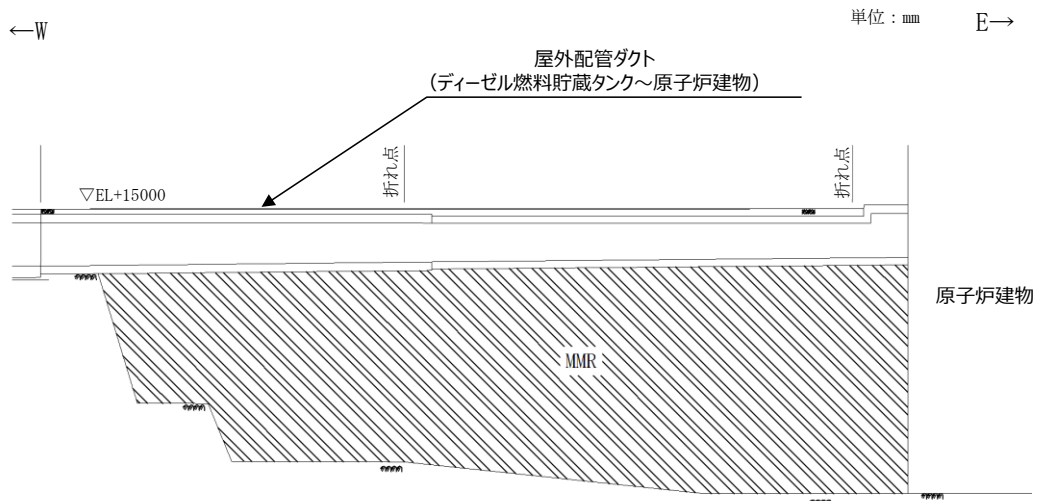 ←W
単位：mm
E→
屋外配管ダクト
(ディーゼル燃料貯蔵タンク～原子炉建物)
折れ点
折れ点
▽EL+15000
原子炉建物
MMR